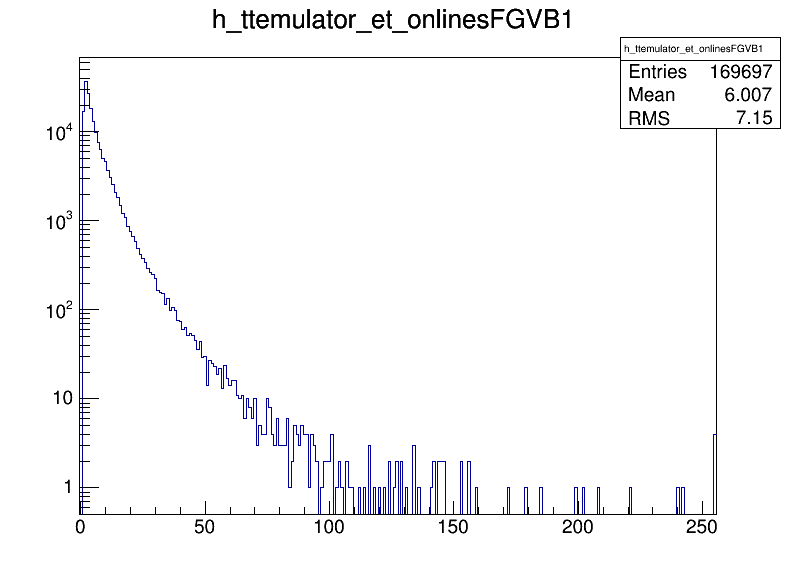 h_ttemulator_et_onlinesFGVB1
h_ttemulator_et_onlinesFGVB1
Entries 169697
Mean 6.007
RMS 7.15
10^4
10^3
10^2
10
1
0 50 100 150 200 250